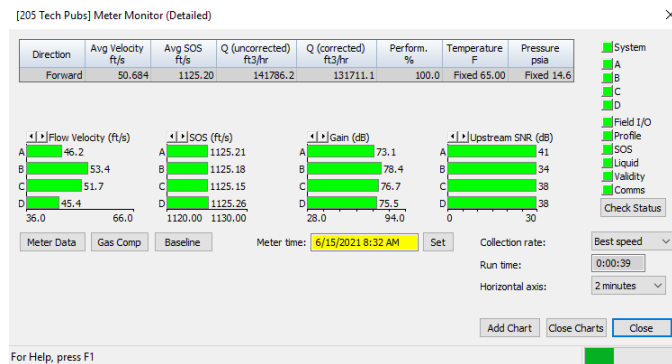 [205 Tech Pubs] Meter Monitor (Detailed)
Direction Avg Velocity ft/s Avg SOS ft/s Q (uncorrected) ft3/hr Q (corrected) ft3/hr Perform. % Temperature F Pressure psia
Forward 50.684 1125.20 141786.2 131711.1 100.0 Fixed 65.00 Fixed 14.6
System
A
B
C
D
Field I/O
Profile
SOS
Liquid
Validity
Comms
Check Status
Flow Velocity (ft/s)
A 46.2
B 53.4
C 51.7
D 45.4
36.0 66.0
SOS (ft/s)
A 1125.21
B 1125.18
C 1125.15
D 1125.26
1120.00 1130.00
Gain (dB)
A 73.1
B 78.4
C 76.7
D 75.5
28.0 94.0
Upstream SNR (dB)
A 41
B 34
C 38
D 38
0 30
Meter Data Gas Comp Baseline Meter time: 6/15/2021 8:32 AM Set
Collection rate: Best speed
Run time: 0:00:39
Horizontal axis: 2 minutes
Add Chart Close Charts Close
For Help, press F1